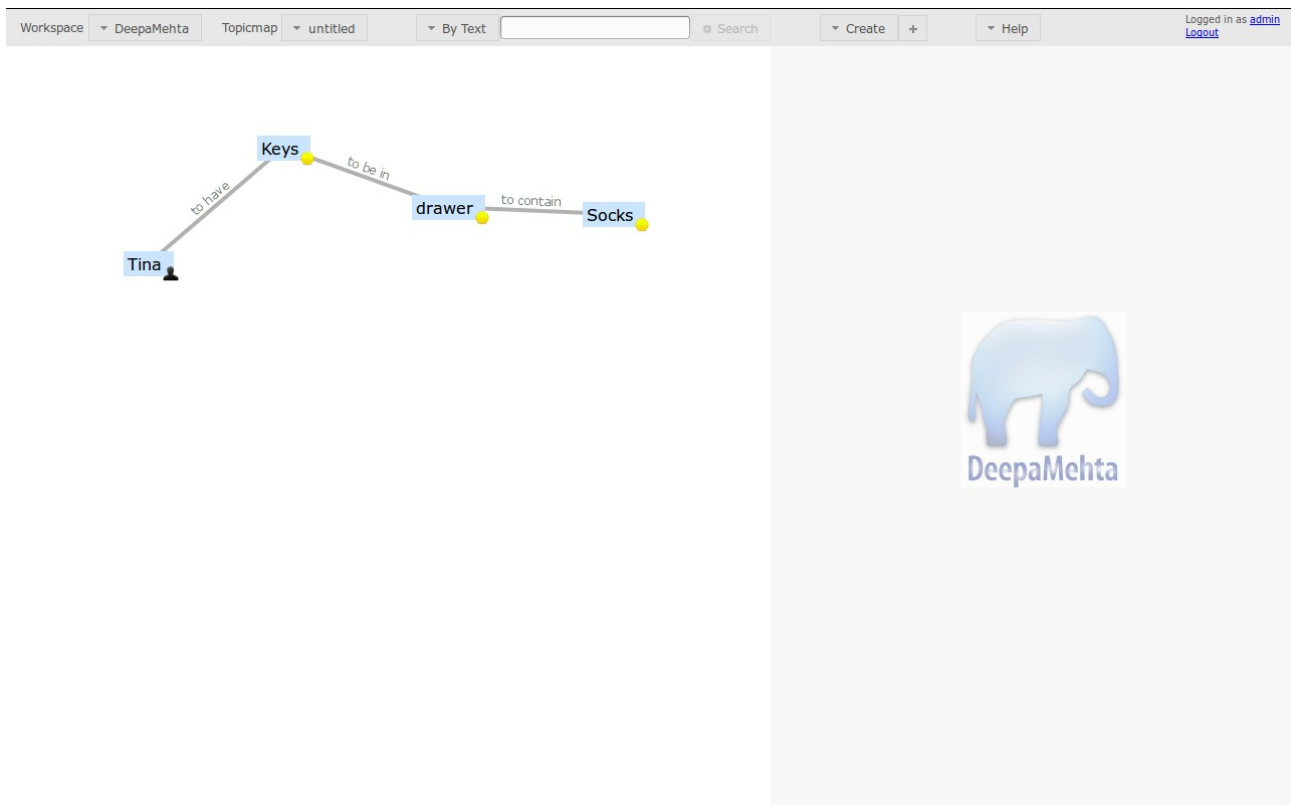 Workspace DeepaMehta Topicmap untitled By Text Search Create + Help Logged in as admin
Logout
Keys
to be in
to have
to contain
drawer
Socks
Tina
DeepaMehta